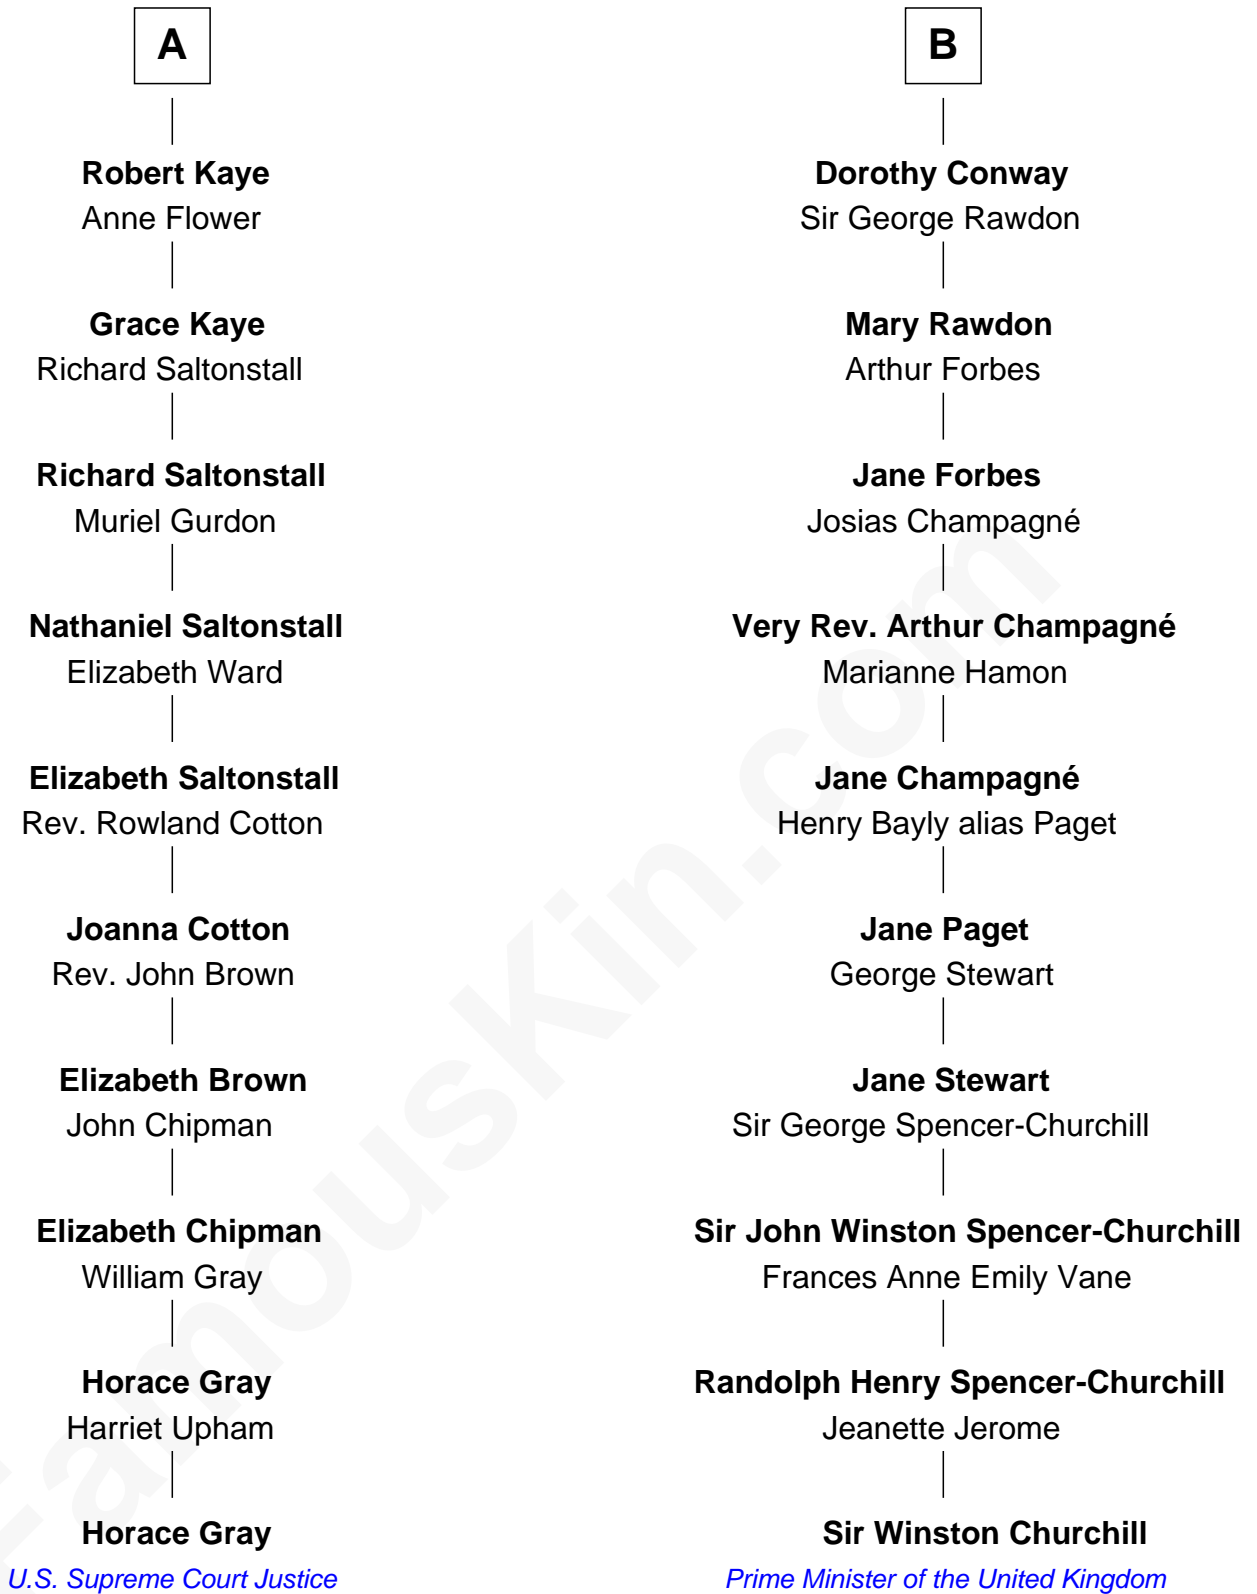 A
Robert Kaye
Anne Flower
Grace Kaye
Richard Saltonstall
Richard Saltonstall
Muriel Gurdon
Nathaniel Saltonstall
Elizabeth Ward
Elizabeth Saltonstall
Rev. Rowland Cotton
Joanna Cotton
Rev. John Brown
Elizabeth Brown
John Chipman
Elizabeth Chipman
William Gray
Horace Gray
Harriet Upham
Horace Gray
U.S. Supreme Court Justice
B
Dorothy Conway
Sir George Rawdon
Mary Rawdon
Arthur Forbes
Jane Forbes
Josias Champagné
Very Rev. Arthur Champagné
Marianne Hamon
Jane Champagné
Henry Bayly alias Paget
Jane Paget
George Stewart
Jane Stewart
Sir George Spencer-Churchill
Sir John Winston Spencer-Churchill
Frances Anne Emily Vane
Randolph Henry Spencer-Churchill
Jeanette Jerome
Sir Winston Churchill
Prime Minister of the United Kingdom
FamousKin.com